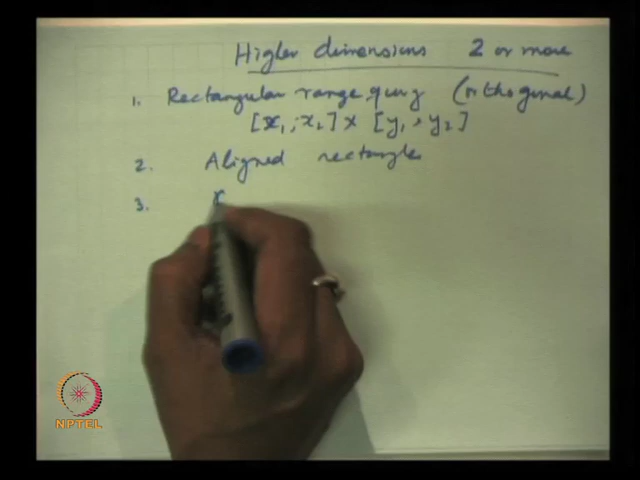 Higher dimensions 2 or more
1. Rectangular range query (orthogonal)
[x₁, x₂] × [y₁, y₂]
2. Aligned rectangle
3.
NPTEL